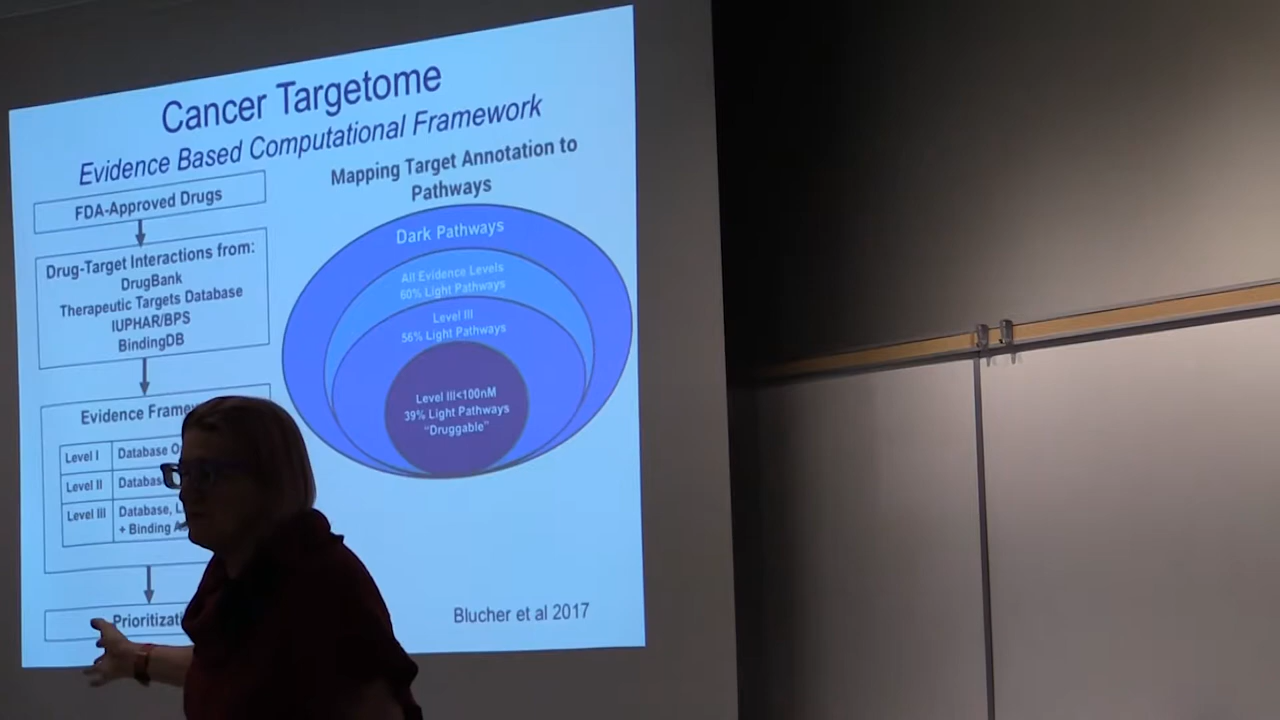 Cancer Targetome
Evidence Based Computational Framework
FDA-Approved Drugs
Drug-Target Interactions from:
DrugBank
Therapeutic Targets Database
IUPHAR/BPS
BindingDB
Evidence
Level I Database
Level II
Level III Database,
+ Binding
Mapping Target Annotation to
Pathways
Dark Pathways
All Evidence Levels
60% Light Pathways
Level III
56% Light Pathways
Level III<100nM
39% Light Pathways
“Druggable”
Blucher et al 2017